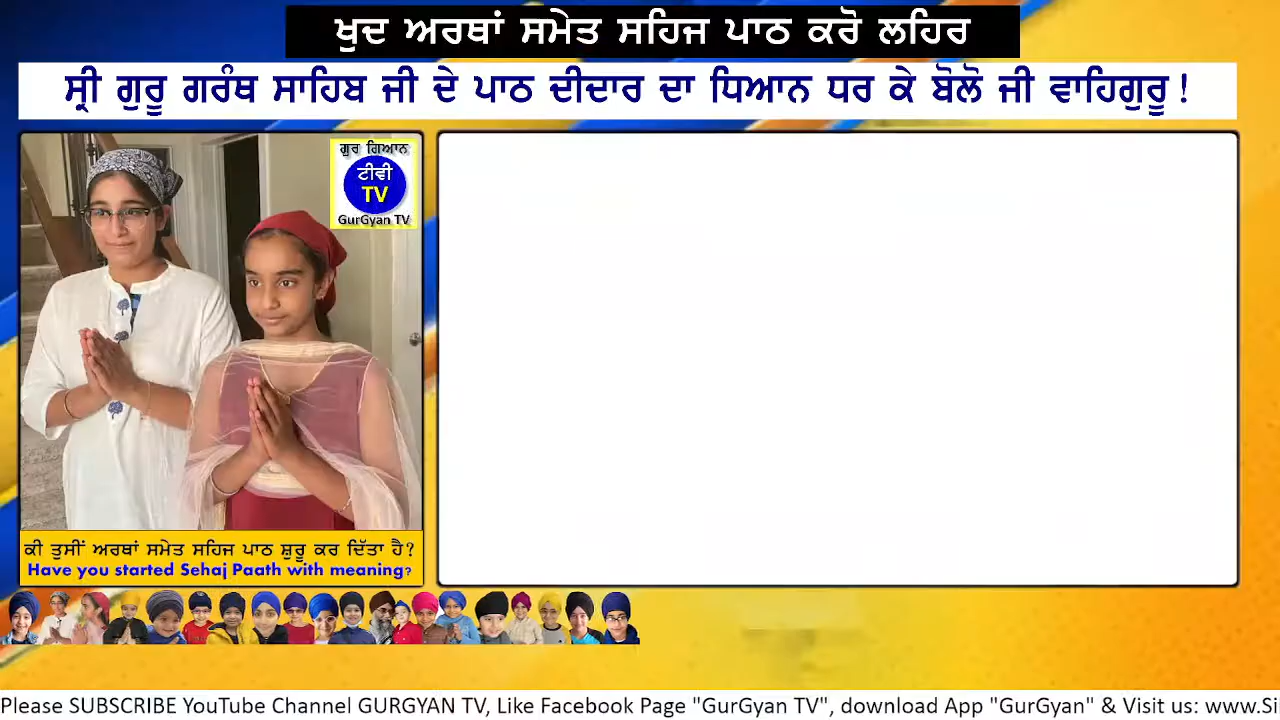 ਖੁਦ ਅਰਥਾਂ ਸਮੇਤ ਸਹਿਜ ਪਾਠ ਕਰੋ ਲਹਿਰ
ਸ੍ਰੀ ਗੁਰੂ ਗਰੰਥ ਸਾਹਿਬ ਜੀ ਦੇ ਪਾਠ ਦੀਦਾਰ ਦਾ ਧਿਆਨ ਧਰ ਕੇ ਬੋਲੋ ਜੀ ਵਾਹਿਗੁਰੂ!
ਗੁਰ ਗਿਆਨ
ਟੀਵੀ
TV
GurGyan TV
ਕੀ ਤੁਸੀਂ ਅਰਥਾਂ ਸਮੇਤ ਸਹਿਜ ਪਾਠ ਸ਼ੁਰੂ ਕਰ ਦਿੱਤਾ ਹੈ?
Have you started Sehaj Paath with meaning?
Please SUBSCRIBE YouTube Channel GURGYAN TV, Like Facebook Page "GurGyan TV", download App "GurGyan" & Visit us: www.Si